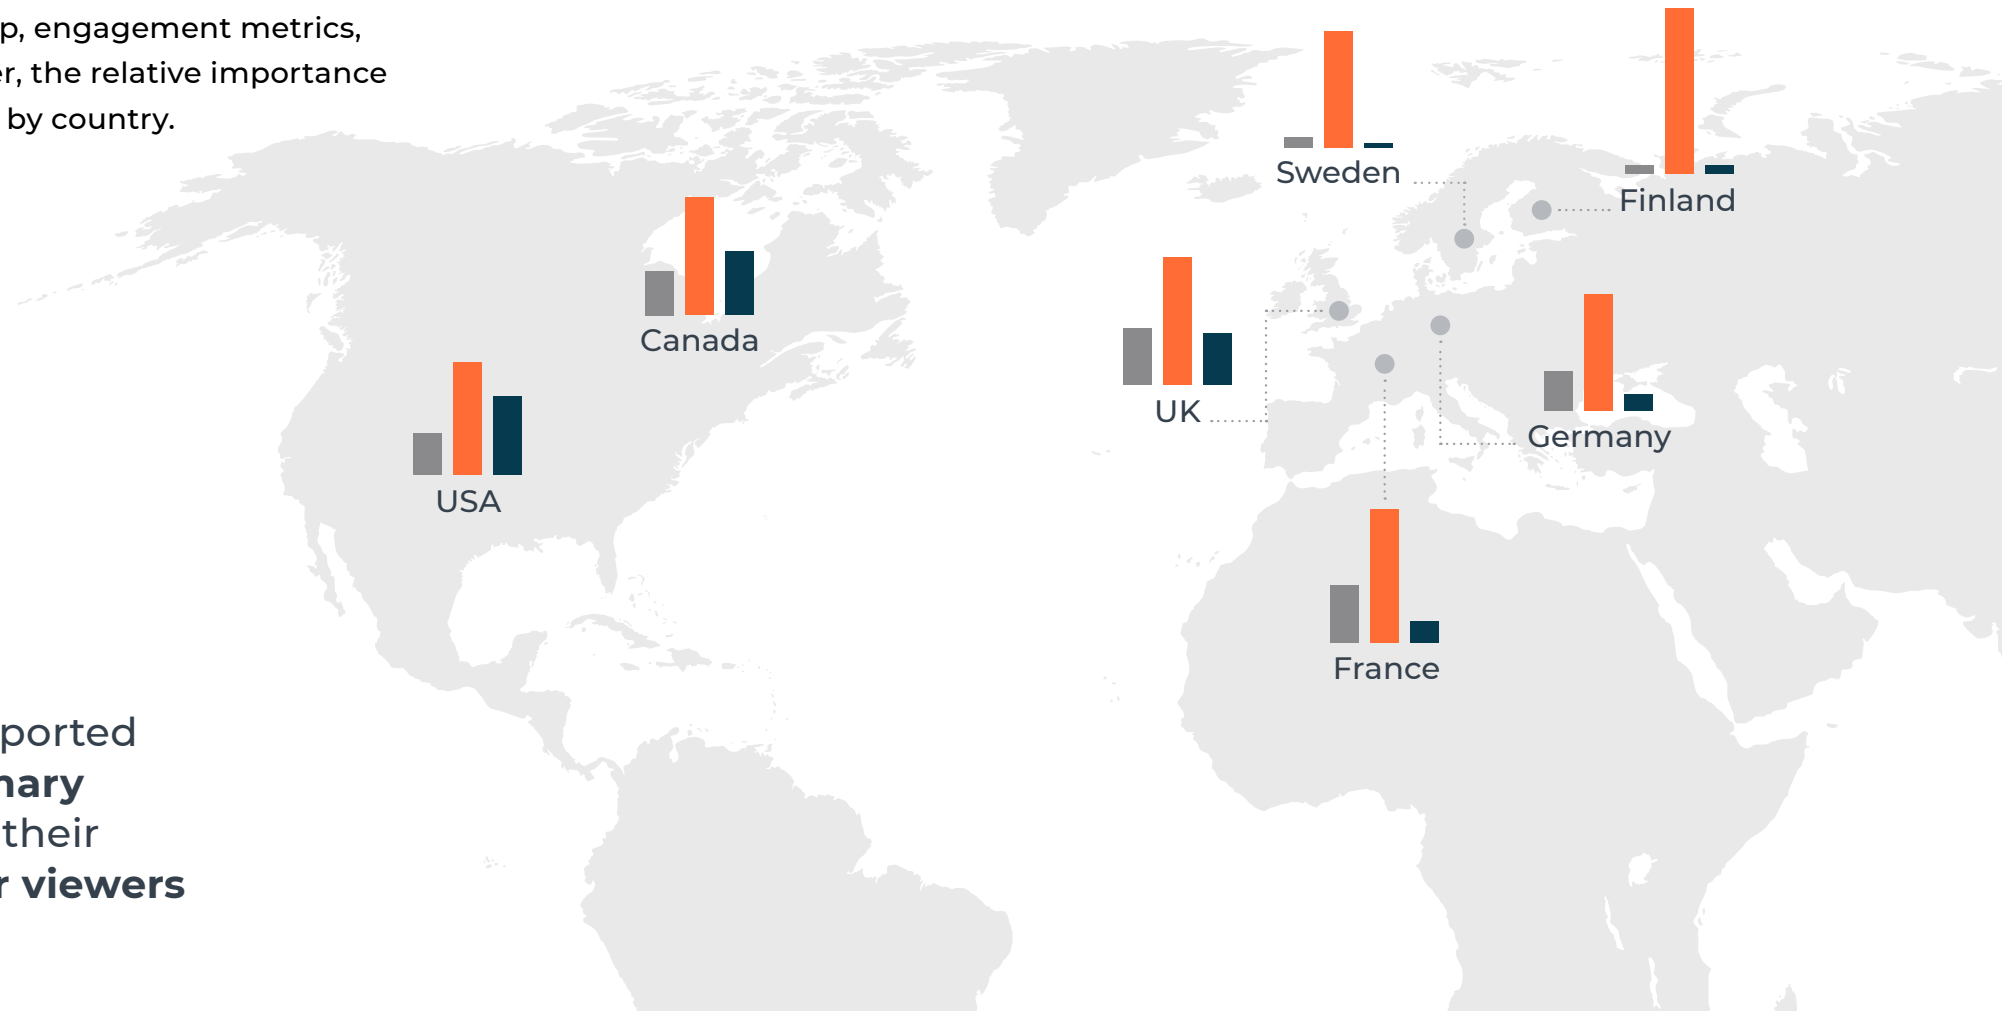 p, engagement metrics,
er, the relative importance
by country.
Sweden
Finland
Canada
UK
Germany
USA
France
ported
nary
their
r viewers